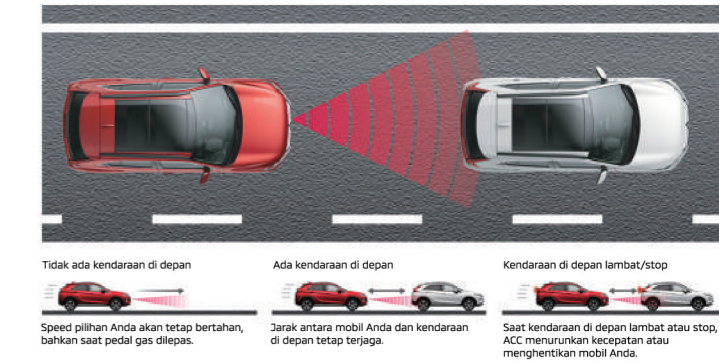 Tidak ada kendaraan di depan
Speed pilihan Anda akan tetap bertahan,
bahkan saat pedal gas dilepas.
Ada kendaraan di depan
Jarak antara mobil Anda dan kendaraan
di depan tetap terjaga.
Kendaraan di depan lambat/stop
Saat kendaraan di depan lambat atau stop,
ACC menurunkan kecepatan atau
menghentikan mobil Anda.